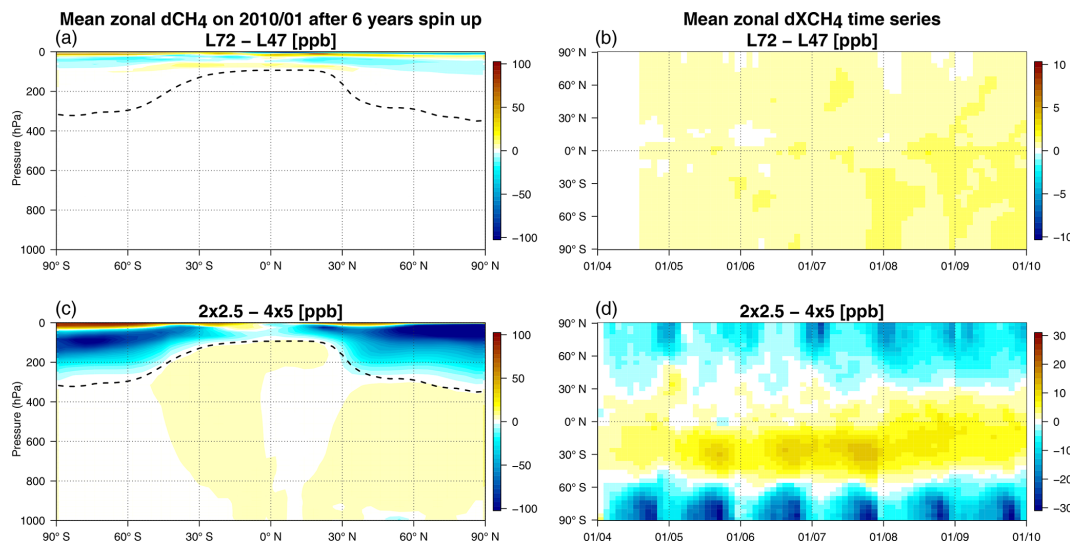 Mean zonal dCH4 on 2010/01 after 6 years spin up
(a) L72 − L47 [ppb]
0
200
400
600
800
1000
Pressure (hPa)
90° S 60° S 30° S 0° N 30° N 60° N 90° N
100
50
0
−50
−100
Mean zonal dXCH4 time series
(b) L72 − L47 [ppb]
90° N
60° N
30° N
0° N
30° S
60° S
90° S
01/04 01/05 01/06 01/07 01/08 01/09 01/10
10
5
0
−5
−10
(c) 2x2.5 − 4x5 [ppb]
0
200
400
600
800
1000
Pressure (hPa)
90° S 60° S 30° S 0° N 30° N 60° N 90° N
100
50
0
−50
−100
(d) 2x2.5 − 4x5 [ppb]
90° N
60° N
30° N
0° N
30° S
60° S
90° S
01/04 01/05 01/06 01/07 01/08 01/09 01/10
30
20
10
0
−10
−20
−30